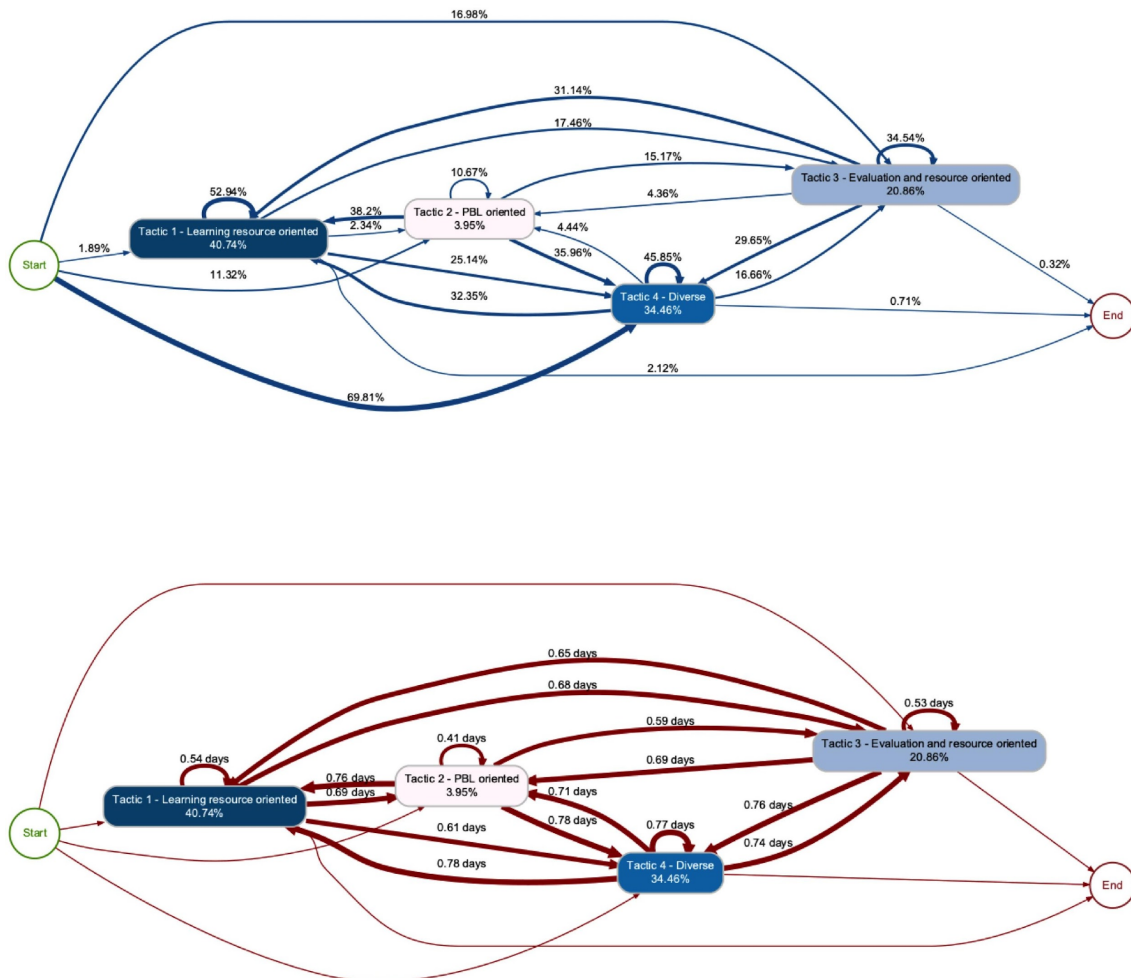 16.98%
31.14%
17.46%
34.54%
15.17%
10.67%
Tactic 3 - Evaluation and resource oriented
20.86%
52.94%
4.36%
38.2%
Tactic 2 - PBL oriented
3.95%
Tactic 1 - Learning resource oriented
40.74%
2.34%
4.44%
1.89%
35.96%
29.65%
25.14%
45.85%
Start
11.32%
16.66%
0.32%
32.35%
Tactic 4 - Diverse
34.46%
0.71%
End
2.12%
69.81%
0.65 days
0.68 days
0.53 days
0.59 days
0.41 days
Tactic 3 - Evaluation and resource oriented
20.86%
0.54 days
0.69 days
0.76 days
Tactic 2 - PBL oriented
3.95%
0.71 days
0.69 days
Tactic 1 - Learning resource oriented
40.74%
0.76 days
0.78 days
0.77 days
0.61 days
Start
0.74 days
0.78 days
Tactic 4 - Diverse
34.46%
End